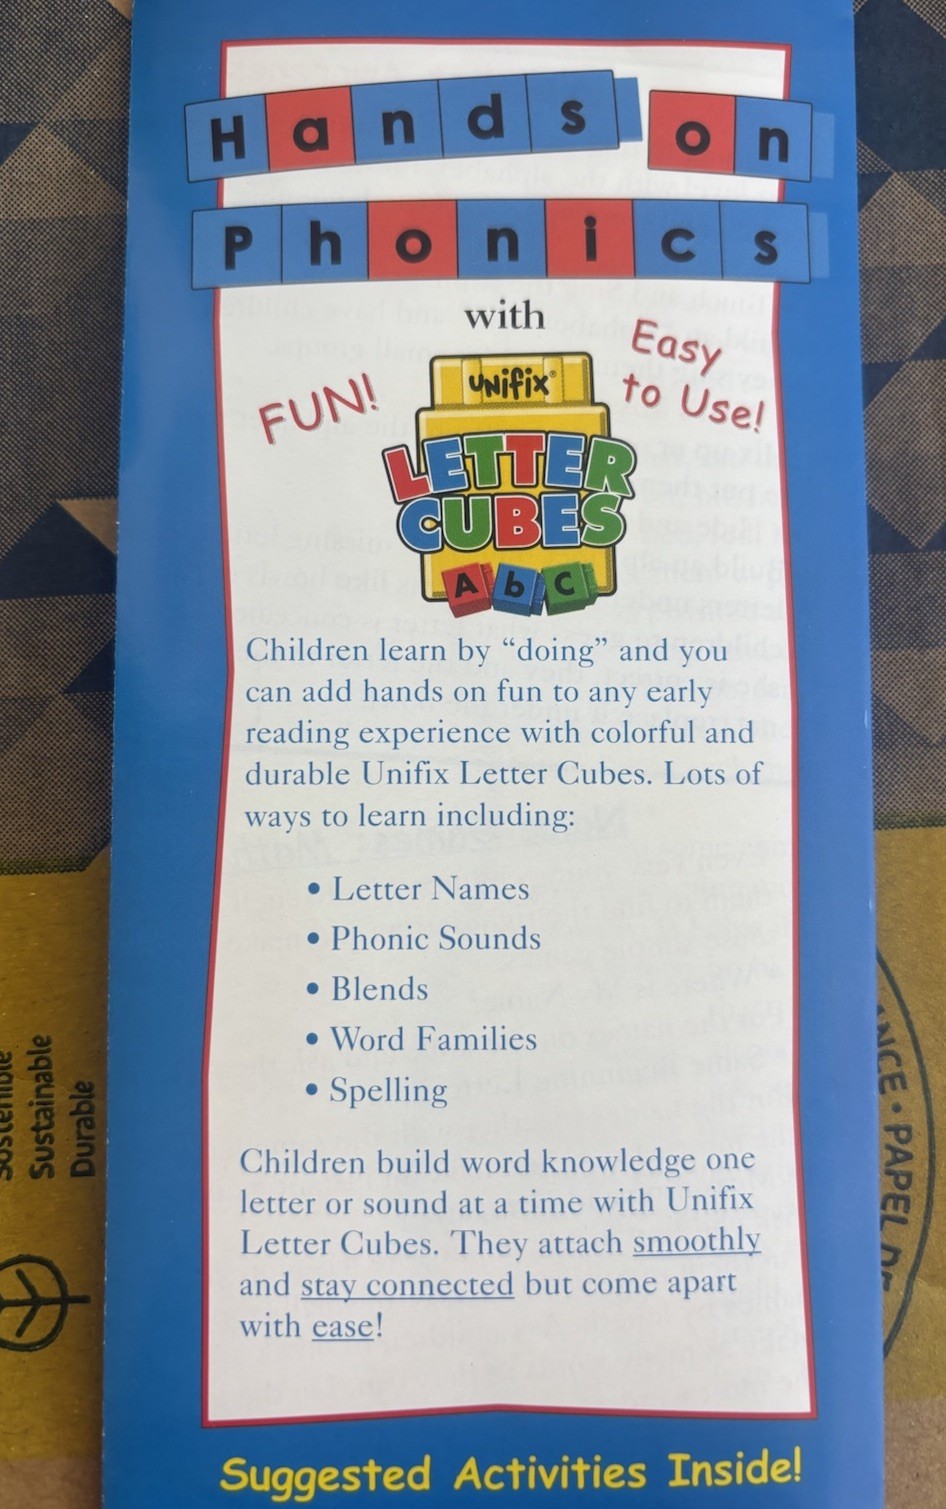 Hands on
Phonics
with
FUN!
Easy
to Use!
UNifix®
LETTER
CUBES
A b C
Children learn by “doing” and you
can add hands on fun to any early
reading experience with colorful and
durable Unifix Letter Cubes. Lots of
ways to learn including:
• Letter Names
• Phonic Sounds
• Blends
• Word Families
• Spelling
Children build word knowledge one
letter or sound at a time with Unifix
Letter Cubes. They attach smoothly
and stay connected but come apart
with ease!
Suggested Activities Inside!
Sustainable
Durable
• PAPEL